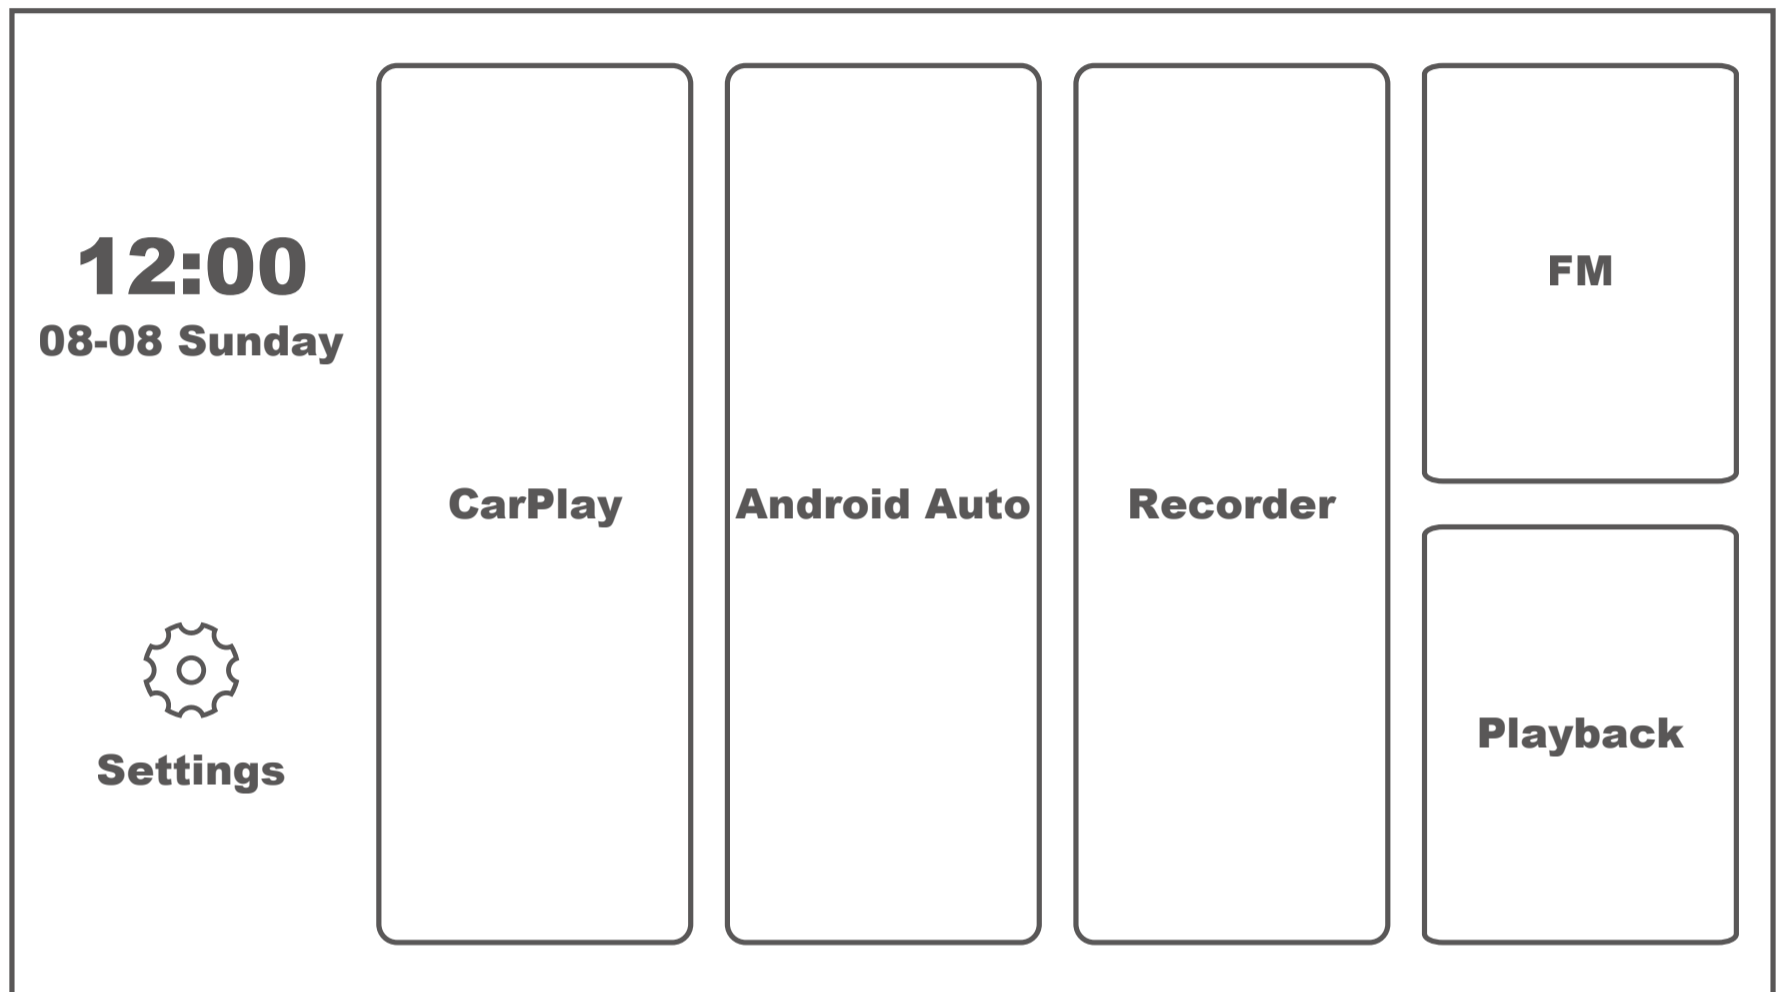 12:00
08-08 Sunday
Settings
CarPlay
Android Auto
Recorder
FM
Playback